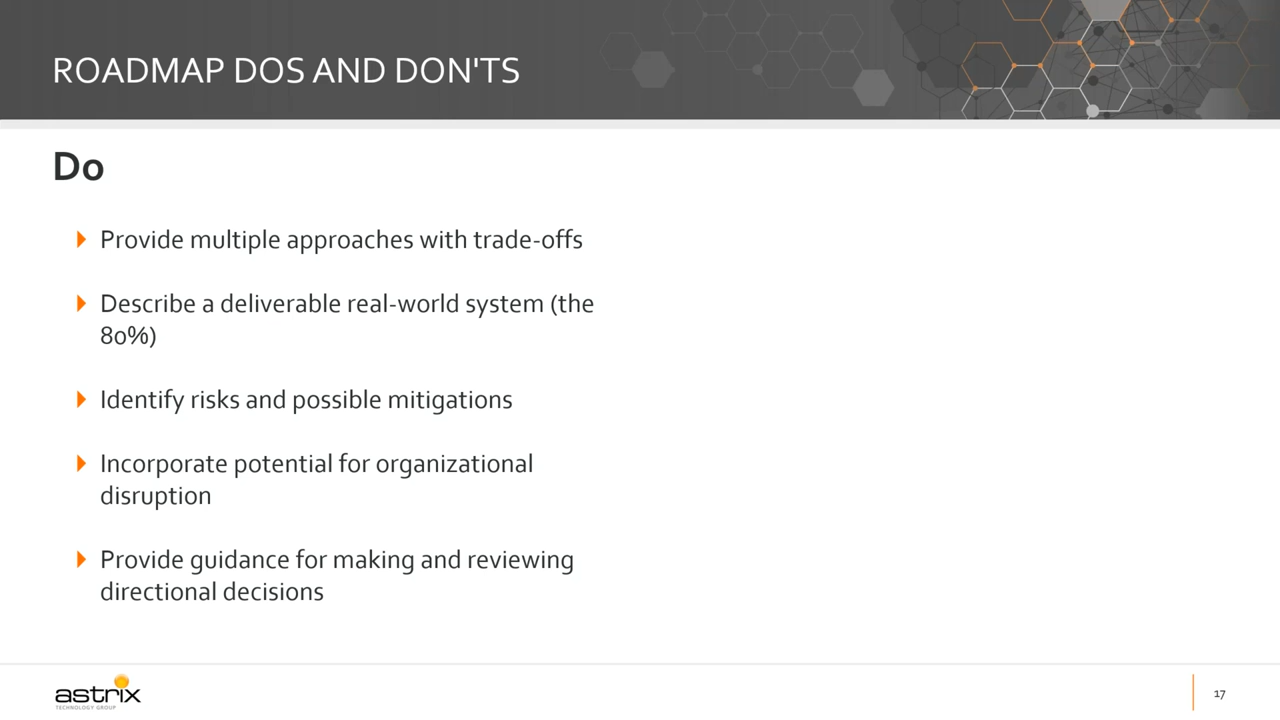 ROADMAP DOS AND DON'TS
Do
Provide multiple approaches with trade-offs
Describe a deliverable real-world system (the
80%)
Identify risks and possible mitigations
Incorporate potential for organizational
disruption
Provide guidance for making and reviewing
directional decisions
astrix
TECHNOLOGY GROUP
17